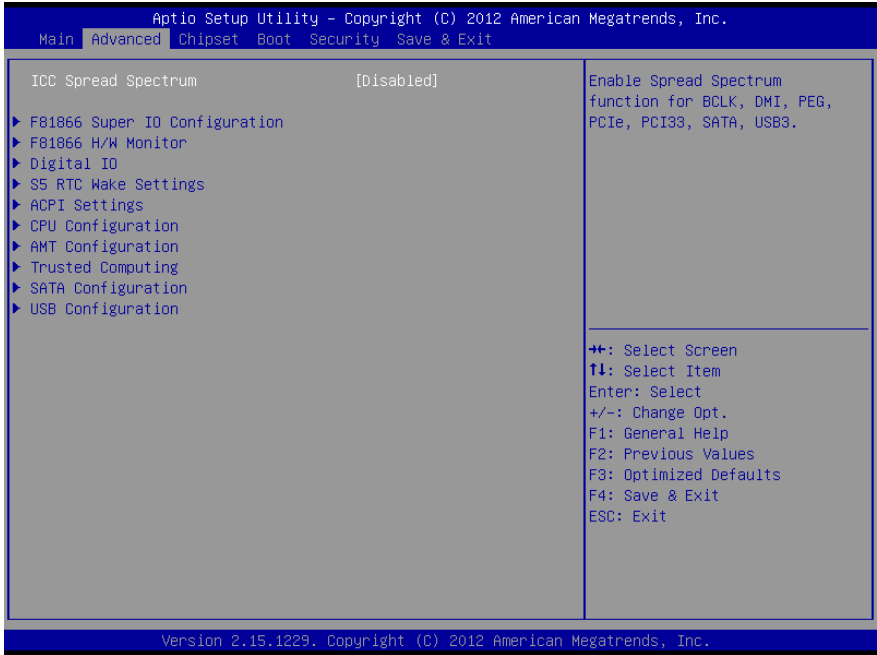 Aptio Setup Utility – Copyright (C) 2012 American Megatrends, Inc.
Main Advanced Chipset Boot Security Save & Exit
ICC Spread Spectrum [Disabled]
F81866 Super IO Configuration
F81866 H/W Monitor
Digital IO
S5 RTC Wake Settings
ACPI Settings
CPU Configuration
AMT Configuration
Trusted Computing
SATA Configuration
USB Configuration
Enable Spread Spectrum
function for BCLK, DMI, PEG,
PCIe, PCI33, SATA, USB3.
→←: Select Screen
↑↓: Select Item
Enter: Select
+/-: Change Opt.
F1: General Help
F2: Previous Values
F3: Optimized Defaults
F4: Save & Exit
ESC: Exit
Version 2.15.1229. Copyright (C) 2012 American Megatrends, Inc.